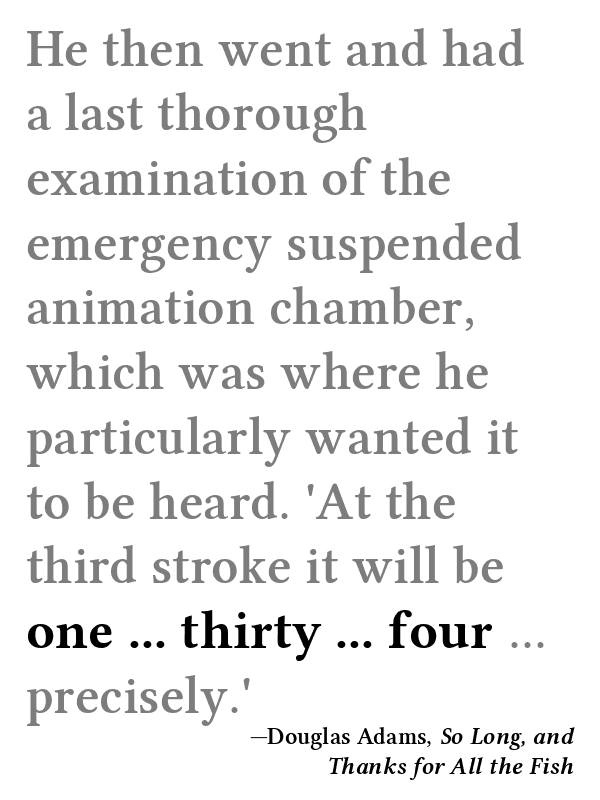 He then went and had
a last thorough
examination of the
emergency suspended
animation chamber,
which was where he
particularly wanted it
to be heard. 'At the
third stroke it will be
one ... thirty ... four ...
precisely.'
—Douglas Adams, So Long, and
Thanks for All the Fish